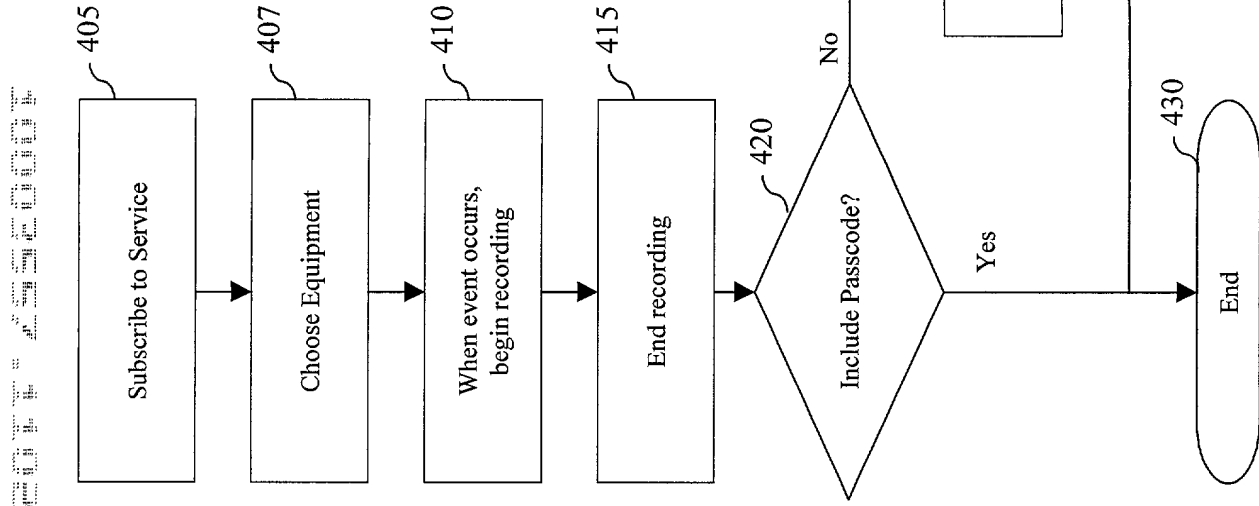 405
Subscribe to Service
407
Choose Equipment
410
When event occurs,
begin recording
415
End recording
420
Include Passcode?
No
Yes
430
End